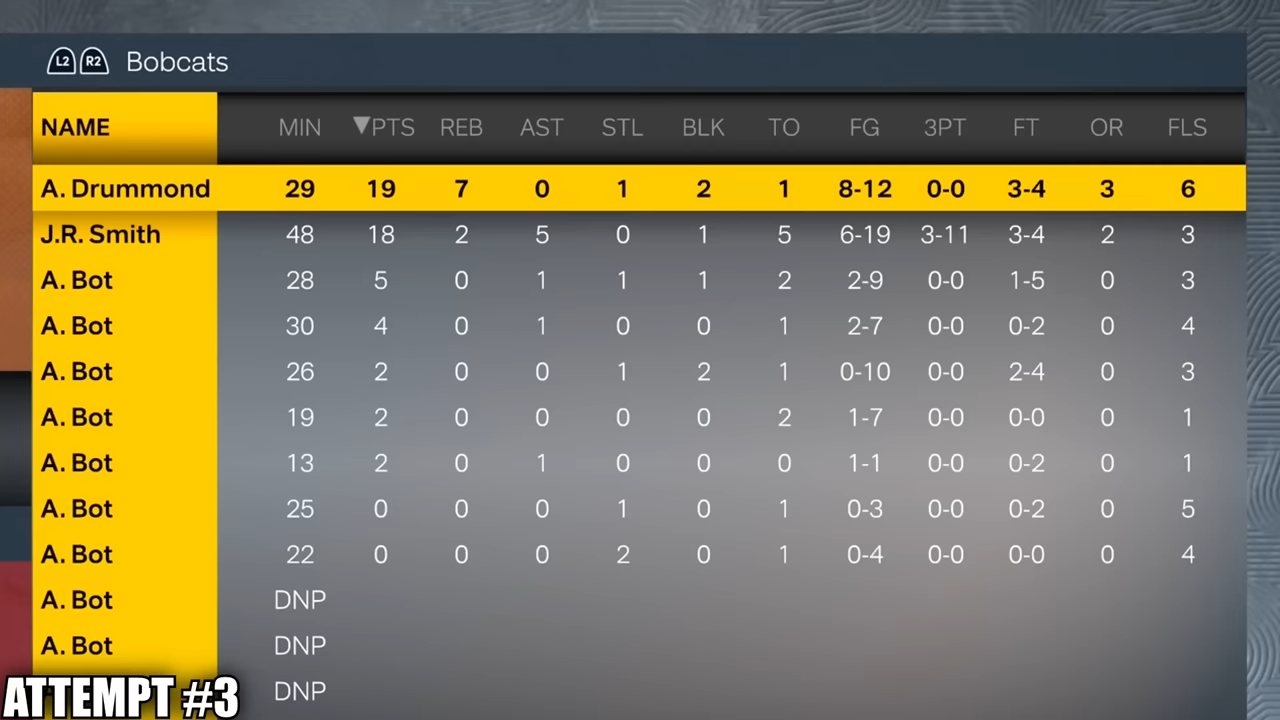 L2 R2 Bobcats
NAME MIN ▼PTS REB AST STL BLK TO FG 3PT FT OR FLS
A. Drummond 29 19 7 0 1 2 1 8-12 0-0 3-4 3 6
J.R. Smith 48 18 2 5 0 1 5 6-19 3-11 3-4 2 3
A. Bot 28 5 0 1 1 1 2 2-9 0-0 1-5 0 3
A. Bot 30 4 0 1 0 0 1 2-7 0-0 0-2 0 4
A. Bot 26 2 0 0 1 2 1 0-10 0-0 2-4 0 3
A. Bot 19 2 0 0 0 0 2 1-7 0-0 0-0 0 1
A. Bot 13 2 0 1 0 0 0 1-1 0-0 0-2 0 1
A. Bot 25 0 0 0 1 0 1 0-3 0-0 0-2 0 5
A. Bot 22 0 0 0 2 0 1 0-4 0-0 0-0 0 4
A. Bot DNP
A. Bot DNP
DNP
ATTEMPT #3